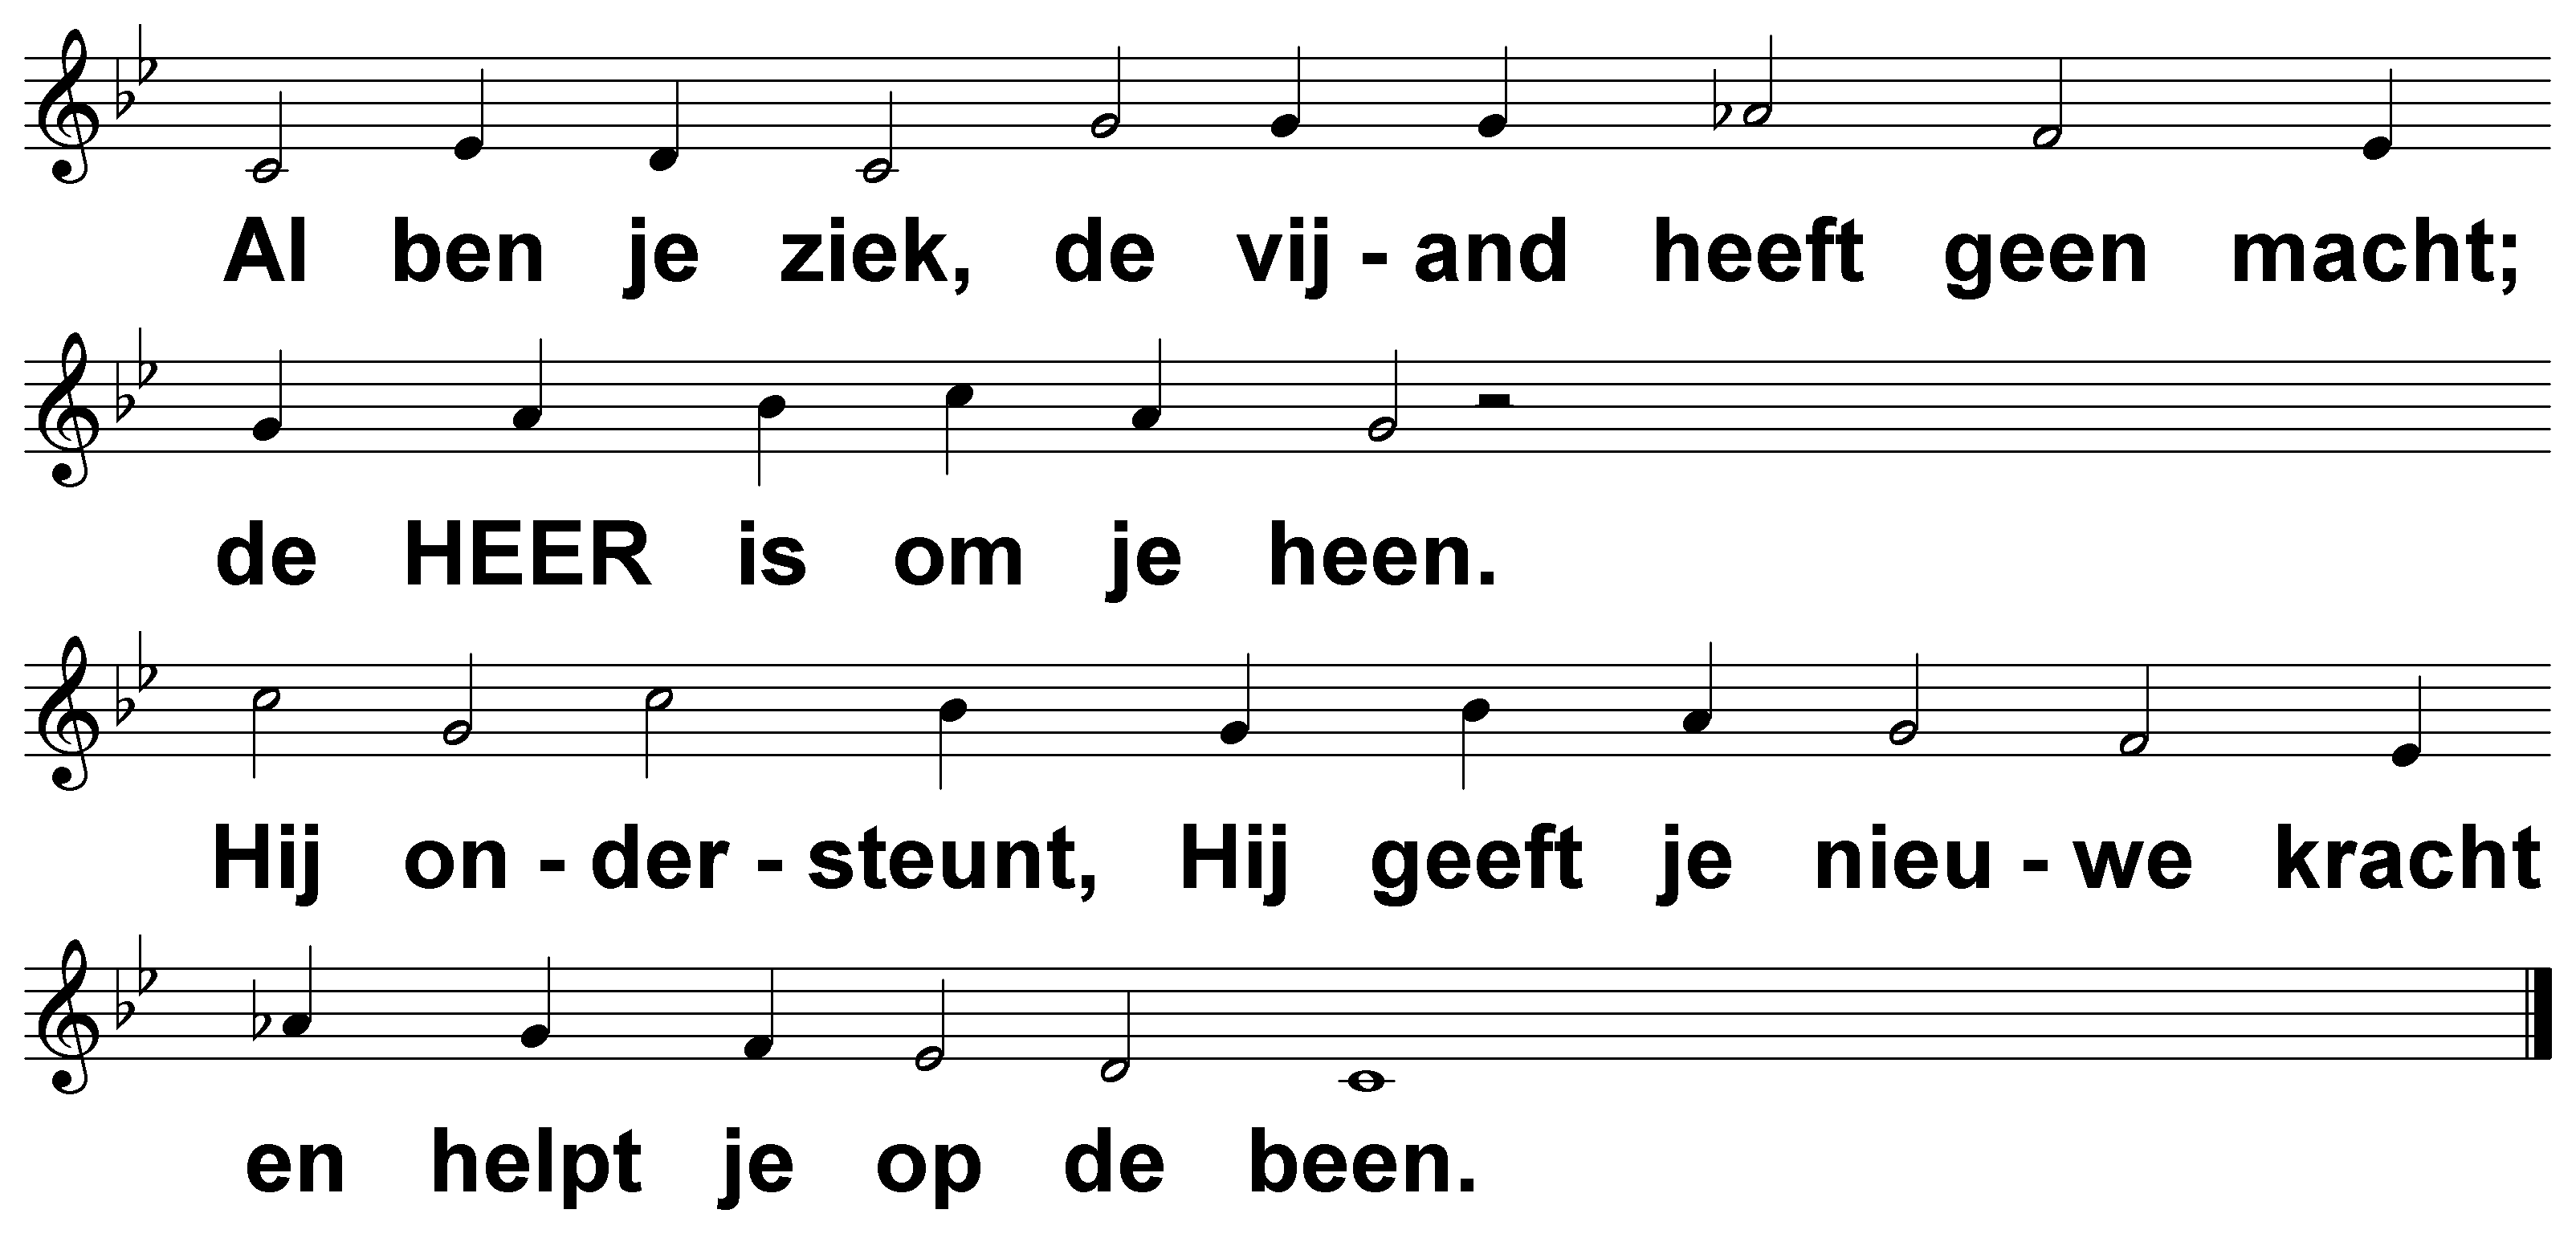 Al ben je ziek, de vij - and heeft geen macht;
de HEER is om je heen.
Hij on - der - steunt, Hij geeft je nieu - we kracht
en helpt je op de been.